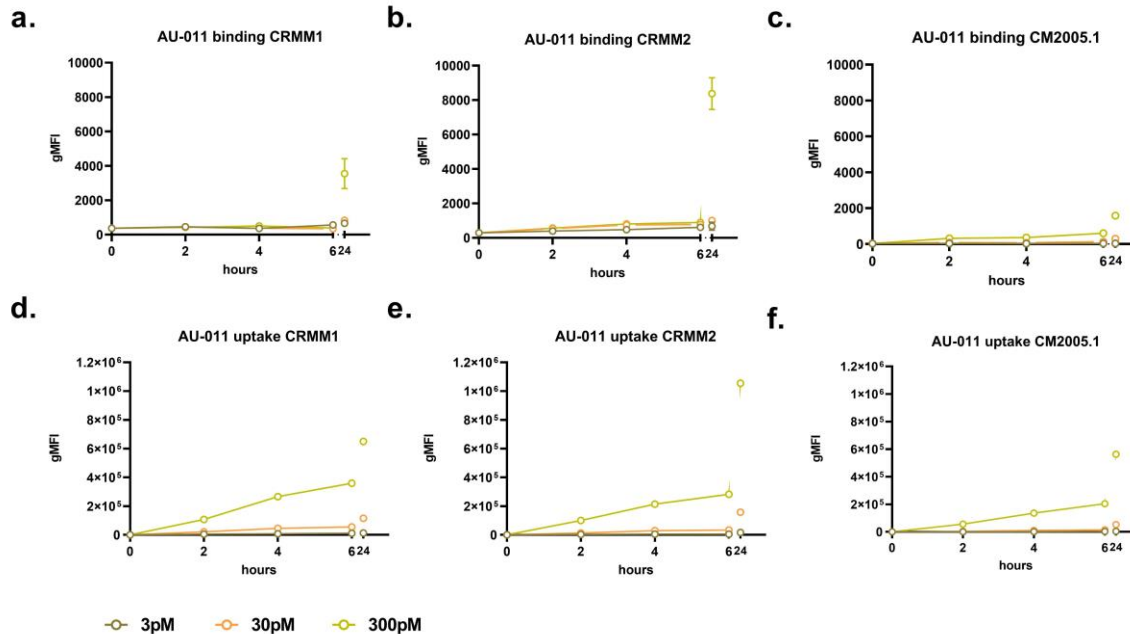 a.
AU-011 binding CRMM1
10000
8000
6000
4000
2000
0
gMFI
0 2 4 6 24
hours
b.
AU-011 binding CRMM2
10000
8000
6000
4000
2000
0
gMFI
0 2 4 6 24
hours
c.
AU-011 binding CM2005.1
10000
8000
6000
4000
2000
0
gMFI
0 2 4 6 24
hours
d.
AU-011 uptake CRMM1
1.2×10⁶
1×10⁶
8×10⁵
6×10⁵
4×10⁵
2×10⁵
0
gMFI
0 2 4 6 24
hours
e.
AU-011 uptake CRMM2
1.2×10⁶
1×10⁶
8×10⁵
6×10⁵
4×10⁵
2×10⁵
0
gMFI
0 2 4 6 24
hours
f.
AU-011 uptake CM2005.1
1.2×10⁶
1×10⁶
8×10⁵
6×10⁵
4×10⁵
2×10⁵
0
gMFI
0 2 4 6 24
hours
3pM 30pM 300pM